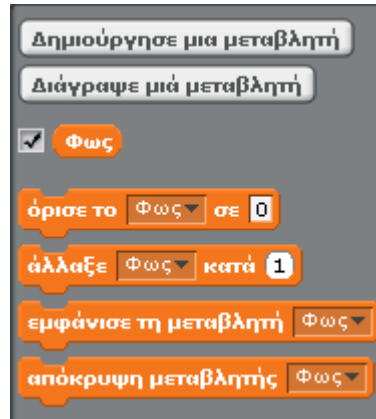 Δημιούργησε μια μεταβλητή
Διάγραψε μιά μεταβλητή
Φως
όρισε το Φως σε 0
άλλαξε Φως κατά 1
εμφάνισε τη μεταβλητή Φως
απόκρυψη μεταβλητής Φως